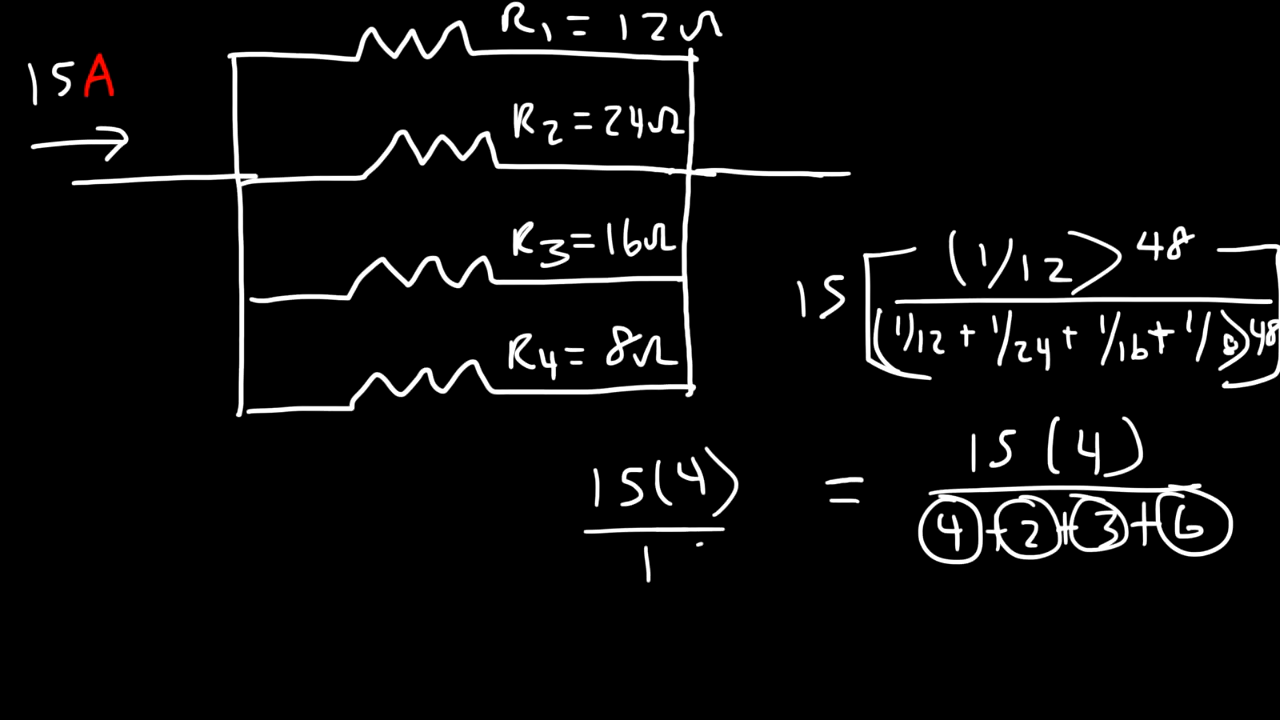 R1 = 12Ω
15A
R2 = 24Ω
R3 = 16Ω
R4 = 8Ω
15 [ (1/12) 48
(1/12 + 1/24 + 1/16 + 1/8) 48 ]
15(4)
1
=
15 (4)
4 + 2 + 3 + 6